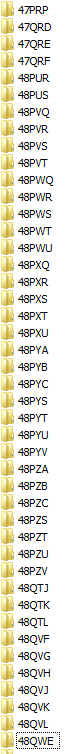 47PRP
47QRD
47QRE
47QRF
48PUR
48PUS
48PVQ
48PVR
48PVS
48PVT
48PWQ
48PWR
48PWS
48PWT
48PWU
48PXQ
48PXR
48PXS
48PXT
48PXU
48PYA
48PYB
48PYC
48PYS
48PYT
48PYU
48PYV
48PZA
48PZB
48PZC
48PZS
48PZT
48PZU
48PZV
48QTJ
48QTK
48QTL
48QVF
48QVG
48QVH
48QVJ
48QVK
48QVL
48QWE